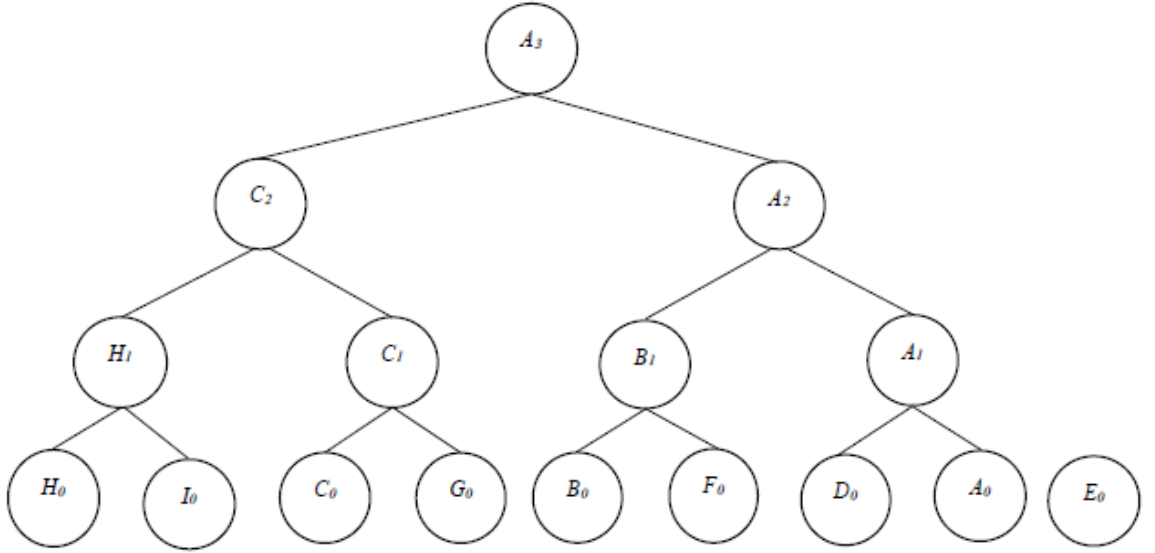 A₃
C₂ A₂
H₁ C₁ B₁ A₁
H₀ I₀ C₀ G₀ B₀ F₀ D₀ A₀ E₀